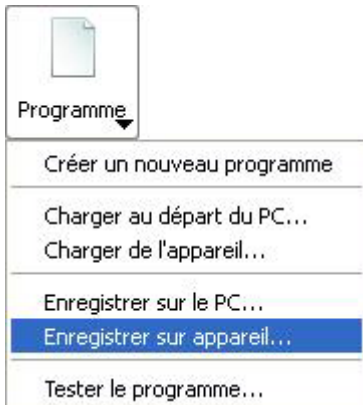 Programme
Créer un nouveau programme
Charger au départ du PC...
Charger de l'appareil...
Enregistrer sur le PC...
Enregistrer sur appareil...
Tester le programme...